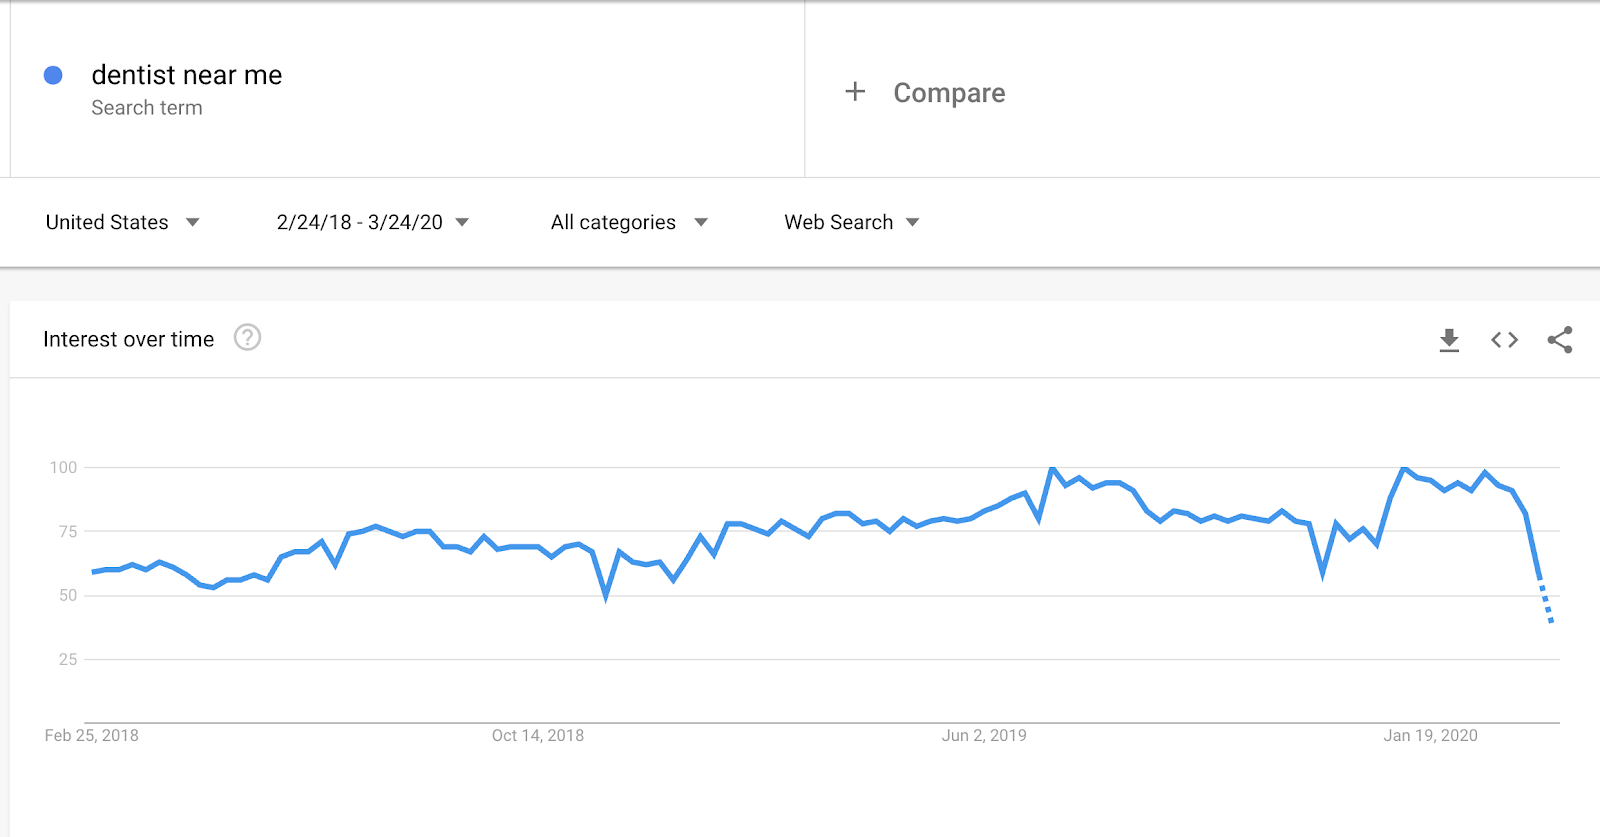 dentist near me
Search term
+ Compare
United States
2/24/18 - 3/24/20
All categories
Web Search
Interest over time
?
100
75
50
25
Feb 25, 2018
Oct 14, 2018
Jun 2, 2019
Jan 19, 2020